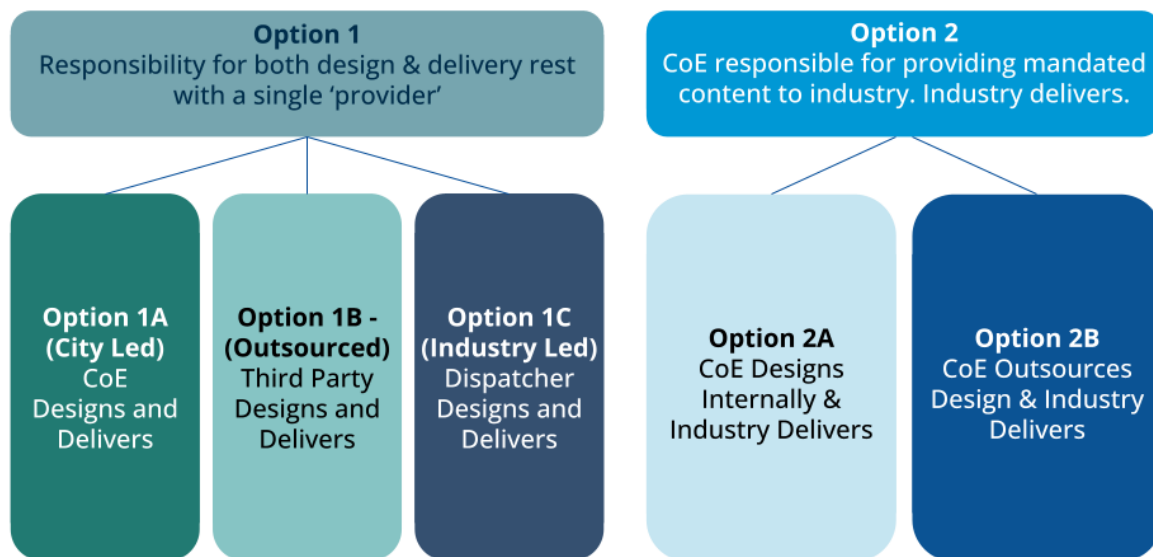 Option 1
Responsibility for both design & delivery rest
with a single ‘provider’
Option 2
CoE responsible for providing mandated
content to industry. Industry delivers.
Option 1A
(City Led)
CoE
Designs and
Delivers
Option 1B -
(Outsourced)
Third Party
Designs and
Delivers
Option 1C
(Industry Led)
Dispatcher
Designs and
Delivers
Option 2A
CoE Designs
Internally &
Industry Delivers
Option 2B
CoE Outsources
Design & Industry
Delivers